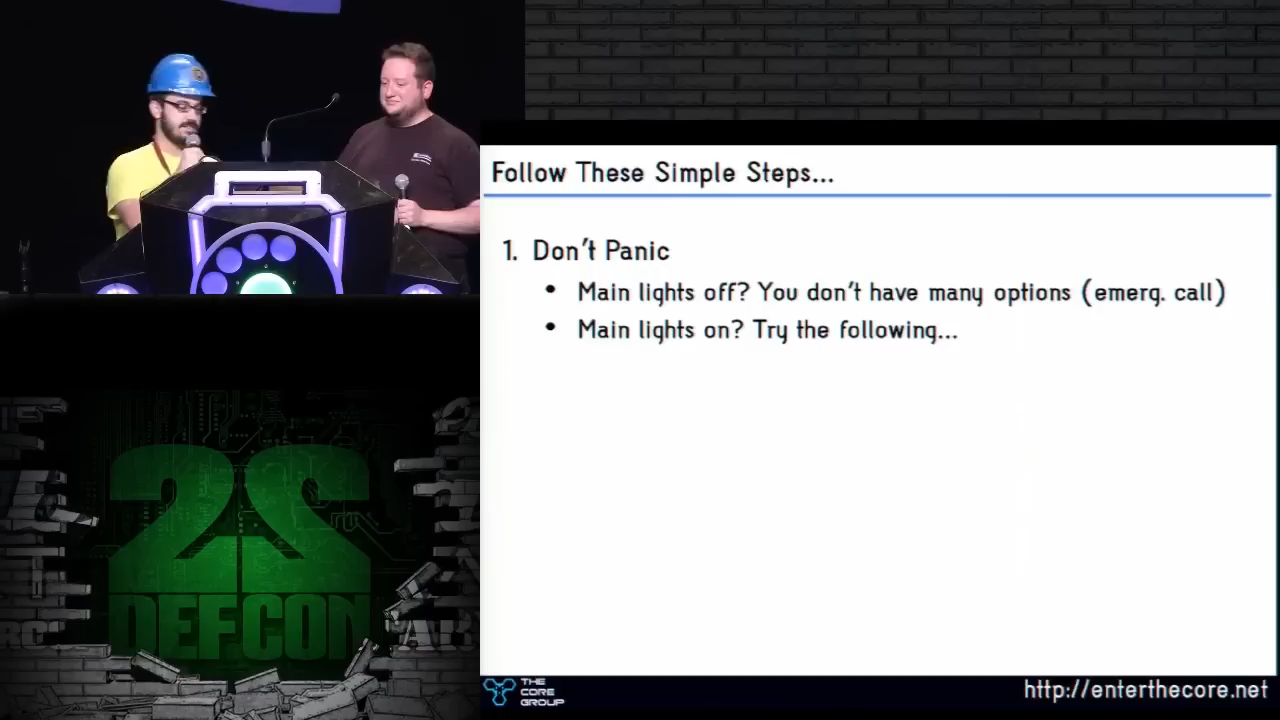 Follow These Simple Steps...
1. Don't Panic
• Main lights off? You don't have many options (emerg. call)
• Main lights on? Try the following...
22
DEFCON
THE
CORE
GROUP
http://enterthecore.net